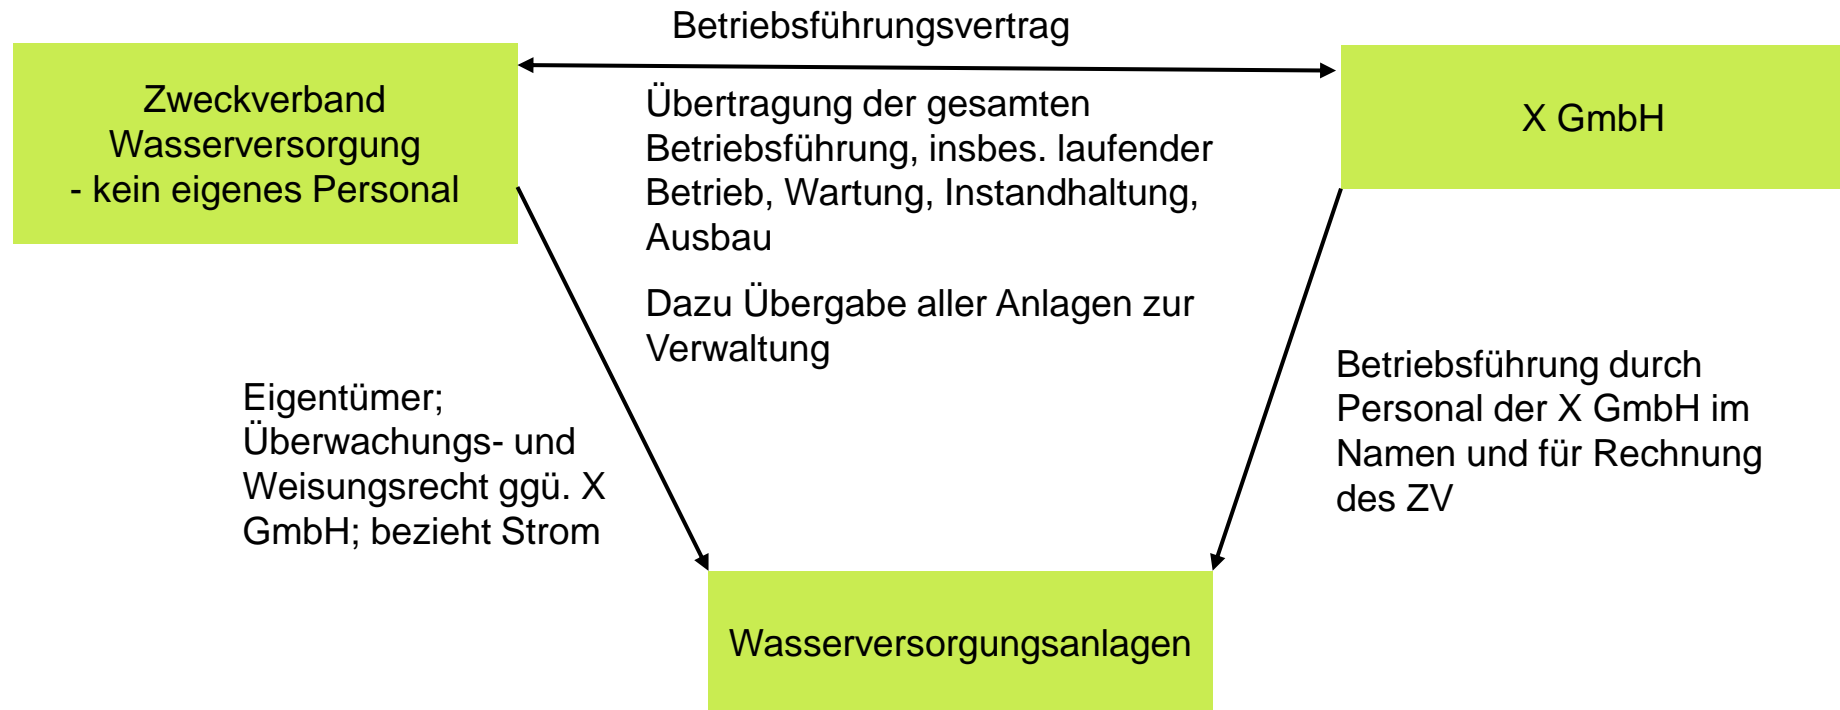 Betriebsführungsvertrag
Zweckverband
Wasserversorgung
- kein eigenes Personal
Übertragung der gesamten
Betriebsführung, insbes. laufender
Betrieb, Wartung, Instandhaltung,
Ausbau
Dazu Übergabe aller Anlagen zur
Verwaltung
X GmbH
Eigentümer;
Überwachungs- und
Weisungsrecht ggü. X
GmbH; bezieht Strom
Betriebsführung durch
Personal der X GmbH im
Namen und für Rechnung
des ZV
Wasserversorgungsanlagen